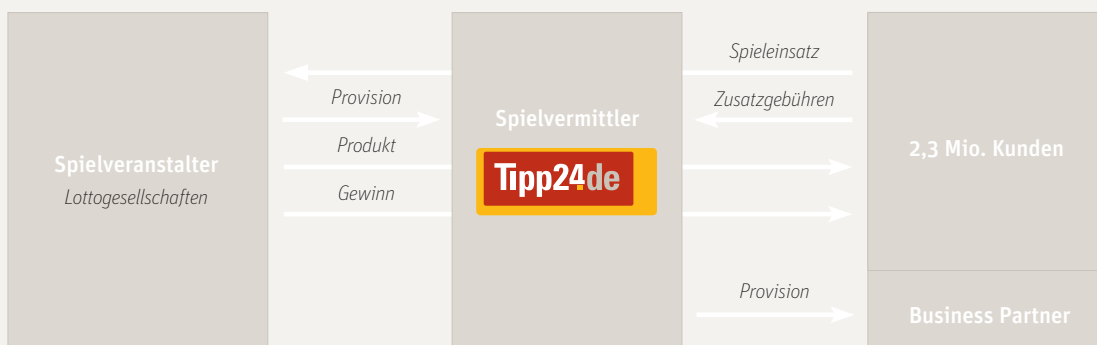 Spielveranstalter
Lottogesellschaften
Provision
Produkt
Gewinn
Spielvermittler
Tipp24.de
Spieleinsatz
Zusatzgebühren
Provision
2,3 Mio. Kunden
Business Partner